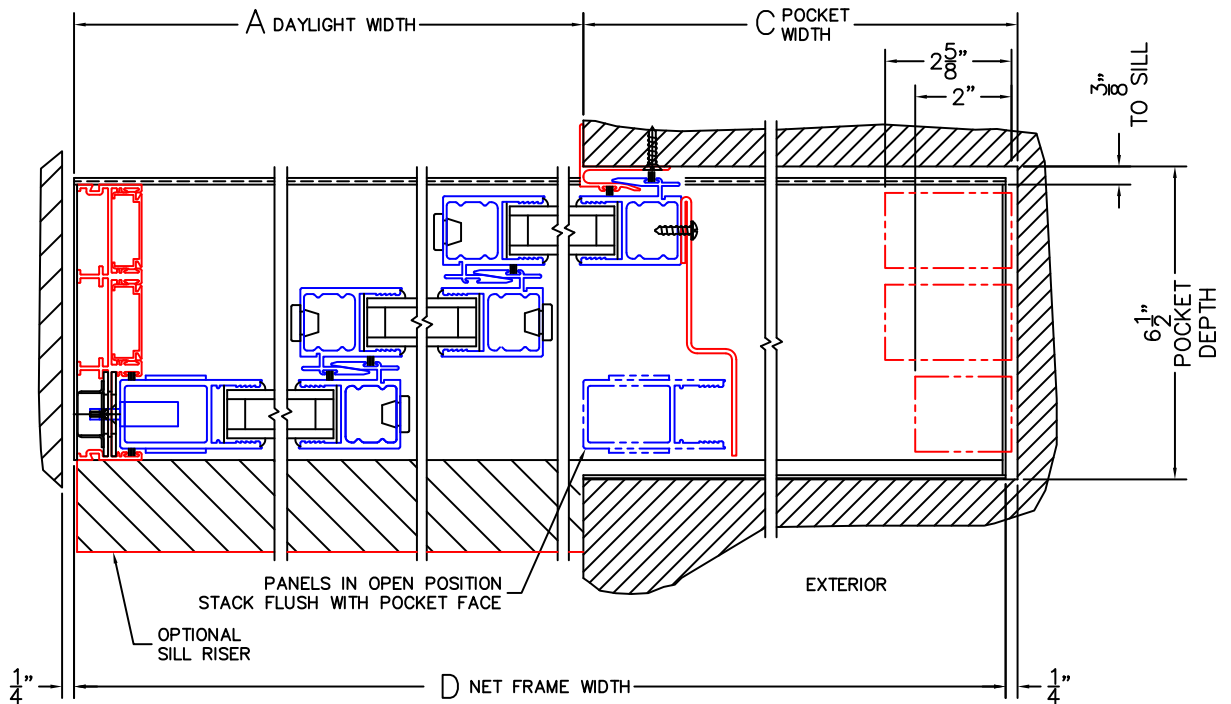 A DAYLIGHT WIDTH
C POCKET
WIDTH
2 5/8"
2"
3/8"
TO SILL
6 1/2"
POCKET
DEPTH
PANELS IN OPEN POSITION
STACK FLUSH WITH POCKET FACE
EXTERIOR
OPTIONAL
SILL RISER
1/4"
D NET FRAME WIDTH
1/4"